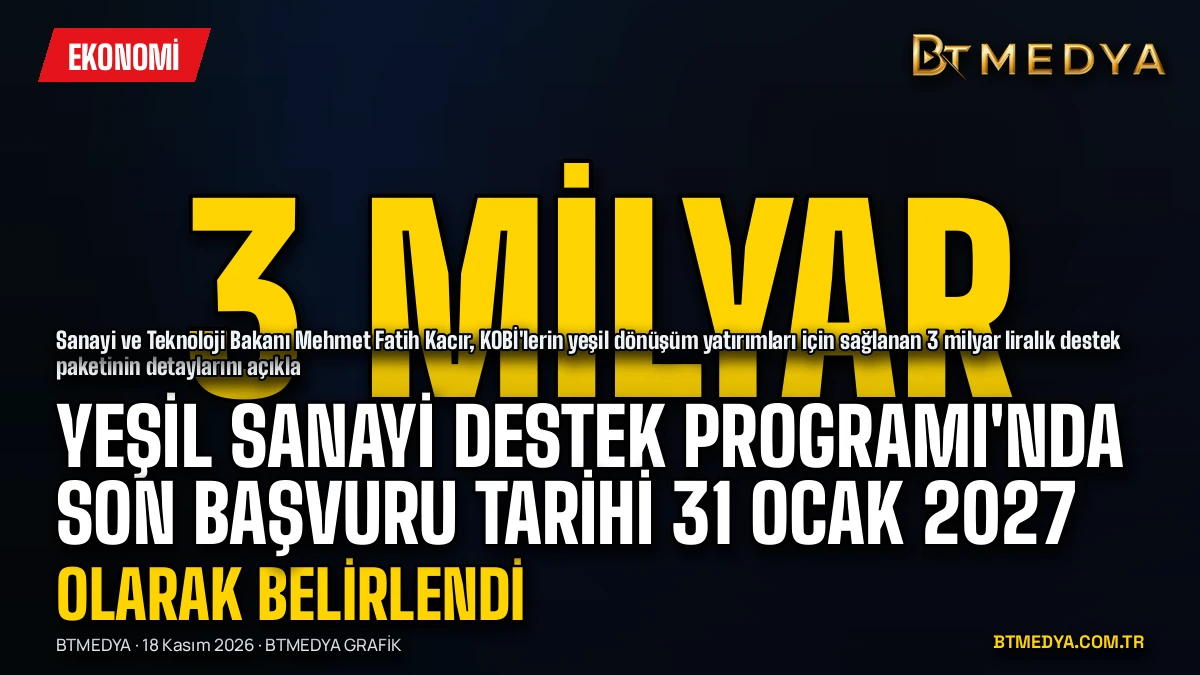 EKONOMİ
BT MEDYA
3 MİLYAR
Sanayi ve Teknoloji Bakanı Mehmet Fatih Kacır, KOBİ'lerin yeşil dönüşüm yatırımları için sağlanan 3 milyar liralık destek
paketinin detaylarını açıkla
YEŞİL SANAYİ DESTEK PROGRAMI'NDA
SON BAŞVURU TARİHİ 31 OCAK 2027
OLARAK BELİRLENDİ
BTMEDYA · 18 Kasım 2026 · BTMEDYA GRAFİK
BTMEDYA.COM.TR